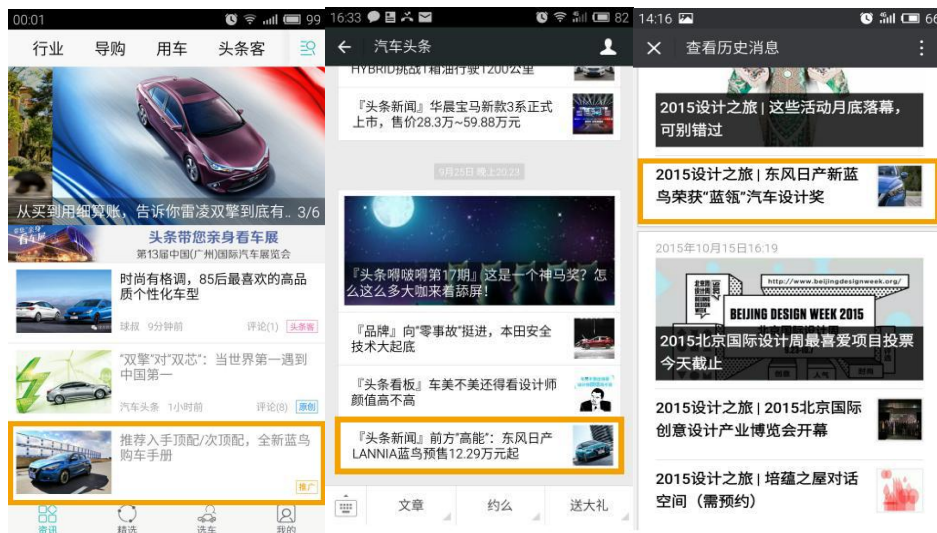 00:01
99
行业
导购
用车
头条客
从买到用细算账，告诉你雷凌双擎到底有.. 3/6
头条带您亲身看车展
第13届中国(广州)国际汽车展览会
时尚有格调，85后最喜欢的高品
质个性化车型
球叔 9分钟前
评论(1)
头条客
“双擎”对“双芯”：当世界第一遇到
中国第一
汽车头条 1小时前
评论(8)
原创
推荐入手顶配/次顶配，全新蓝鸟
购车手册
推广
资讯
精选
选车
我的
16:33
82
汽车头条
HYBRID挑战1箱油行驶1200公里
『头条新闻』华晨宝马新款3系正式
上市，售价28.3万~59.88万元
9月25日 晚上20:23
『头条嘚啵嘚第17期』这是一个神马奖？怎
么这么多大咖来着舔屏！
『品牌』向“零事故”挺进，本田安全
技术大起底
『头条看板』车美不美还得看设计师
颜值高不高
『头条新闻』前方“高能”：东风日产
LANNIA蓝鸟预售12.29万元起
文章
约么
送大礼
14:16
66
查看历史消息
2015设计之旅 | 这些活动月底落幕，
可别错过
2015设计之旅 | 东风日产新蓝
鸟荣获“蓝瓴”汽车设计奖
2015年10月15日16:19
http://www.beijingdesignweek.org/
BEIJING DESIGN WEEK 2015
2015北京国际设计周最喜爱项目投票
今天截止
2015设计之旅 | 2015北京国际
创意设计产业博览会开幕
2015设计之旅 | 培蕴之屋对话
空间（需预约）